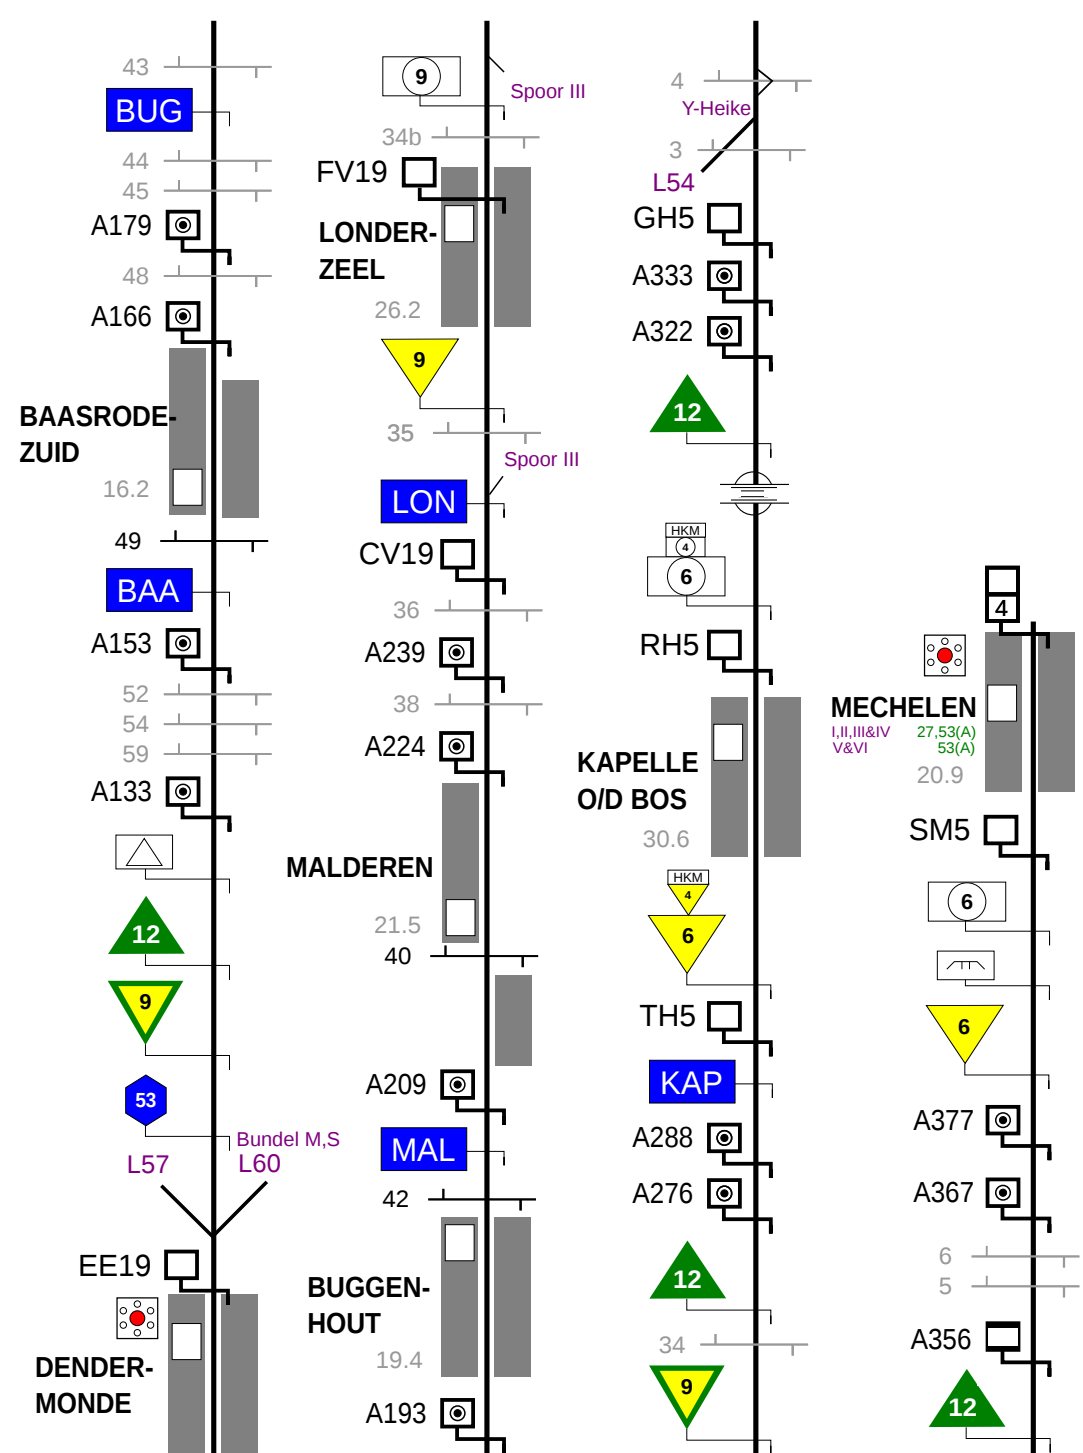 43
BUG
44
45
A179
48
A166
BAASRODE-
ZUID
16.2
49
BAA
A153
52
54
59
A133
12
9
53
Bundel M,S
L57
L60
EE19
DENDER-
MONDE
9
Spoor III
34b
FV19
LONDER-
ZEEL
26.2
9
35
Spoor III
LON
CV19
36
A239
38
A224
MALDEREN
21.5
40
A209
MAL
42
BUGGEN-
HOUT
19.4
A193
4
Y-Heike
3
L54
GH5
A333
A322
12
HKM
4
6
RH5
KAPELLE
O/D BOS
30.6
HKM
4
6
TH5
KAP
A288
A276
12
34
9
4
MECHELEN
I,II,III&IV 27,53(A)
V&VI 53(A)
20.9
SM5
6
6
A377
A367
6
5
A356
12